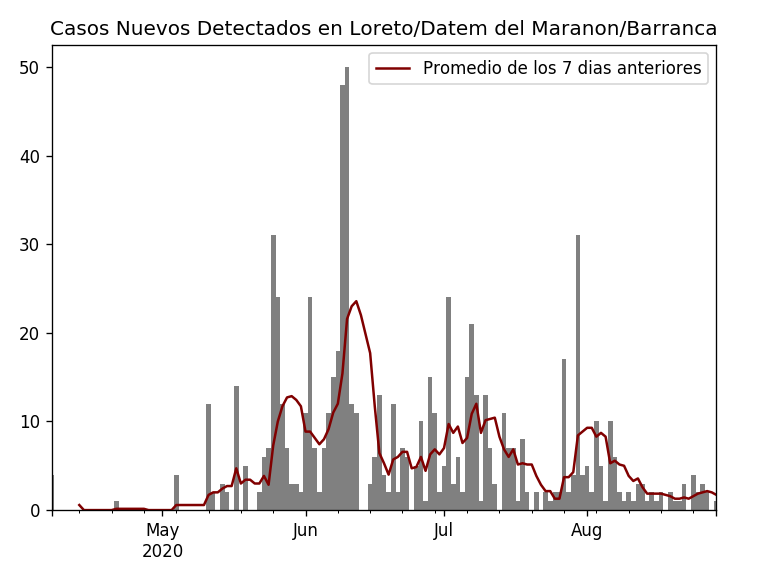 Casos Nuevos Detectados en Loreto/Datem del Maranon/Barranca
Promedio de los 7 dias anteriores
50
40
30
20
10
0
May
2020
Jun
Jul
Aug